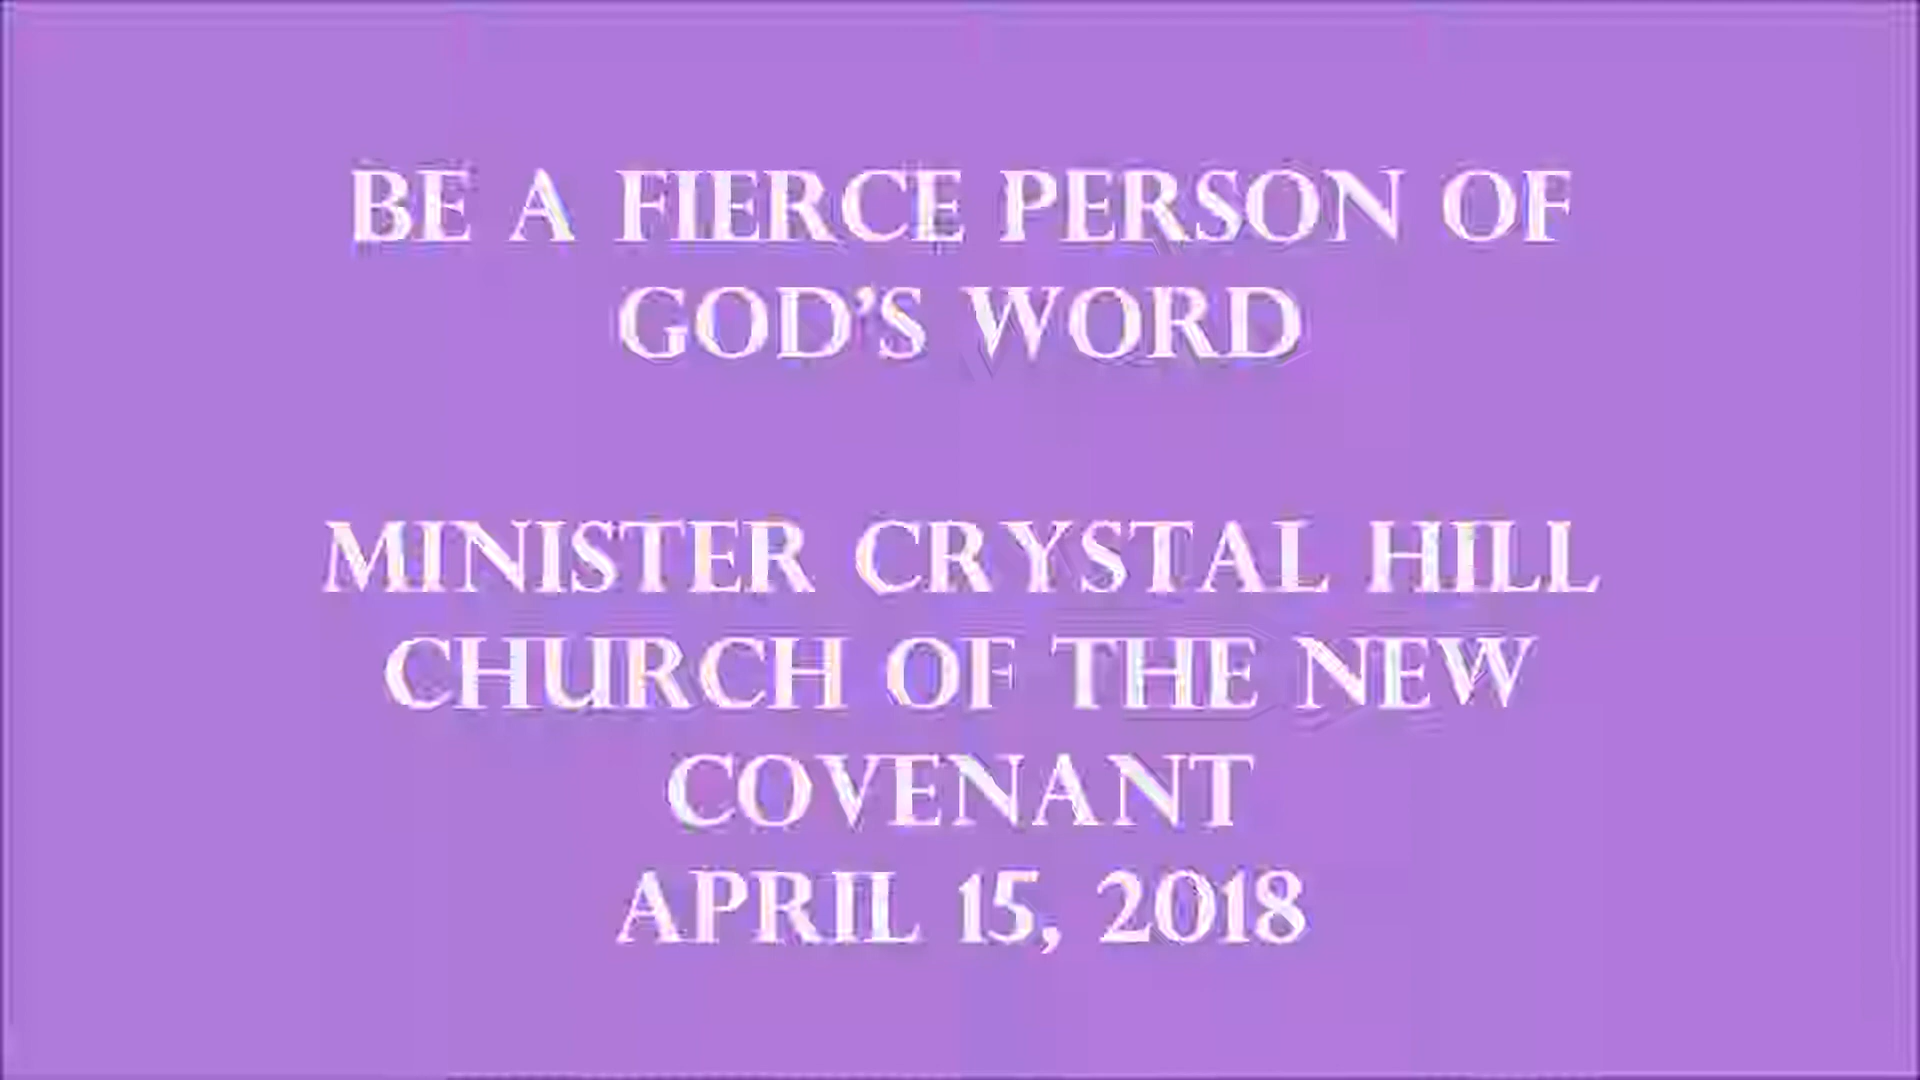 BE A FIERCE PERSON OF
GOD'S WORD
MINISTER CRYSTAL HILL
CHURCH OF THE NEW
COVENANT
APRIL 15, 2018